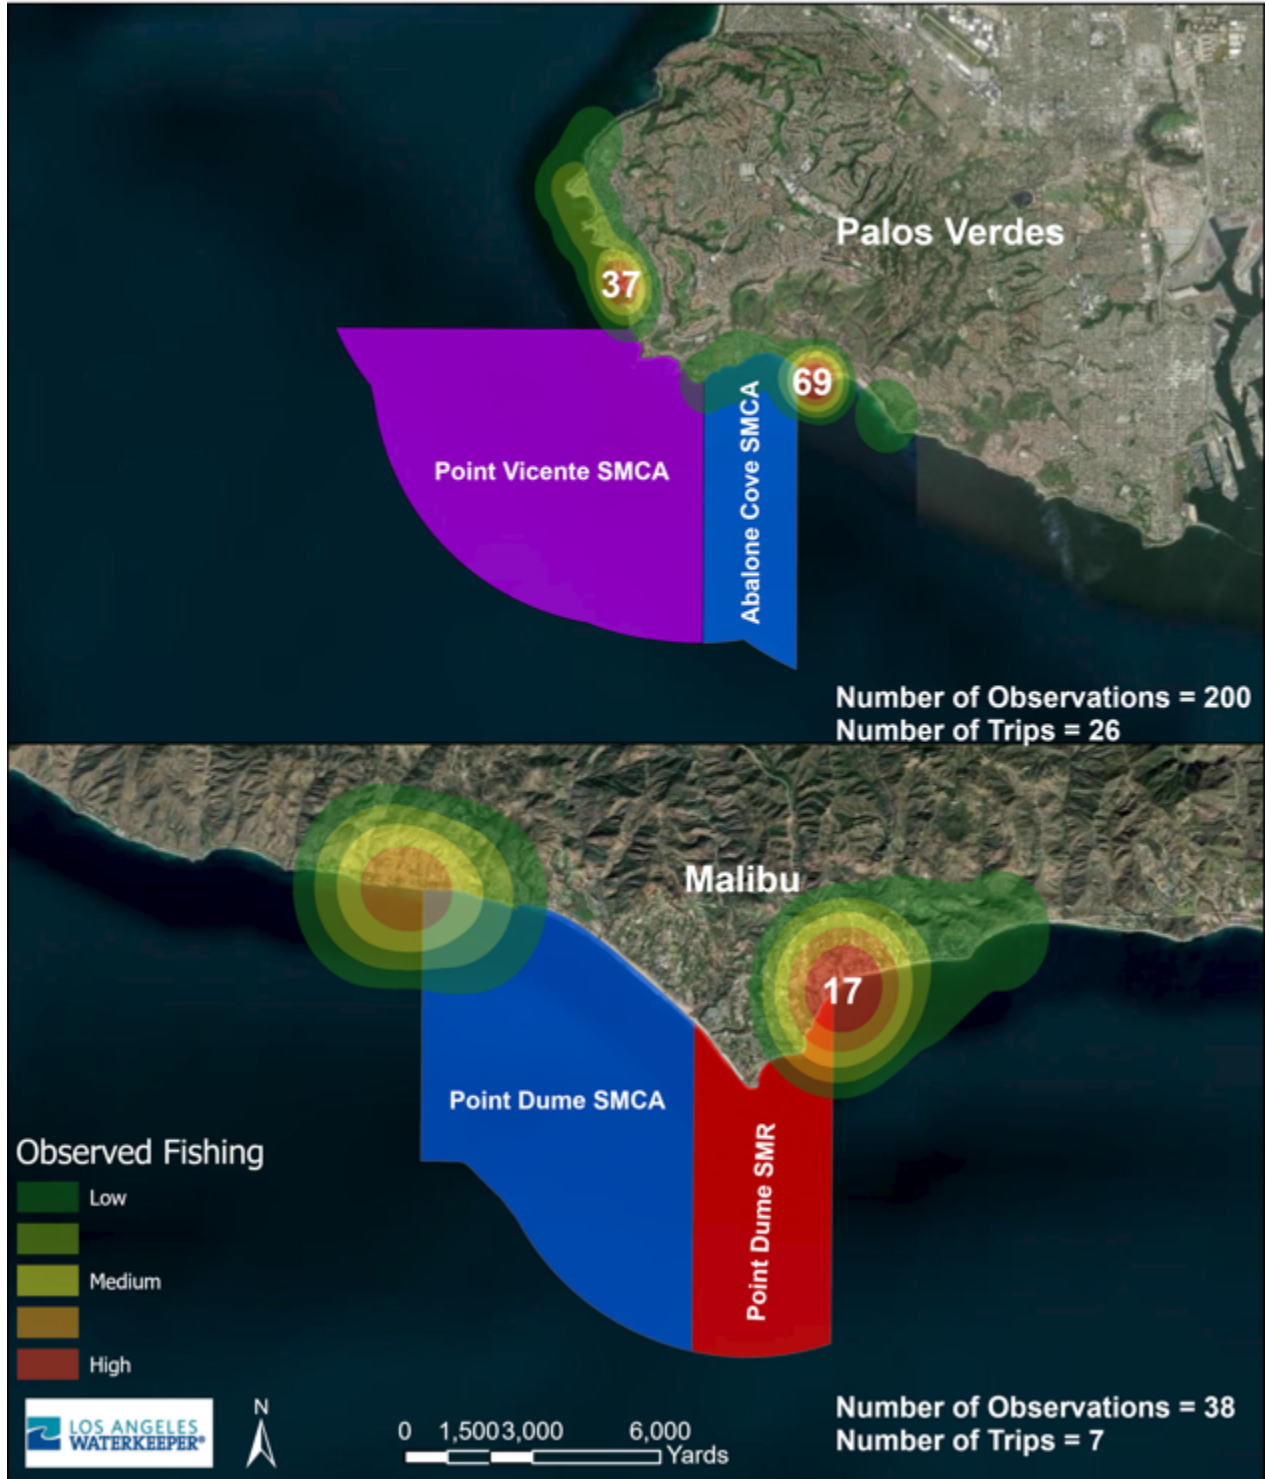 Palos Verdes
37
69
Point Vicente SMCA
Abalone Cove SMCA
Number of Observations = 200
Number of Trips = 26
Malibu
17
Point Dume SMCA
Point Dume SMR
Observed Fishing
Low
Medium
High
LOS ANGELES
WATERKEEPER®
N
0 1,500 3,000 6,000
Yards
Number of Observations = 38
Number of Trips = 7